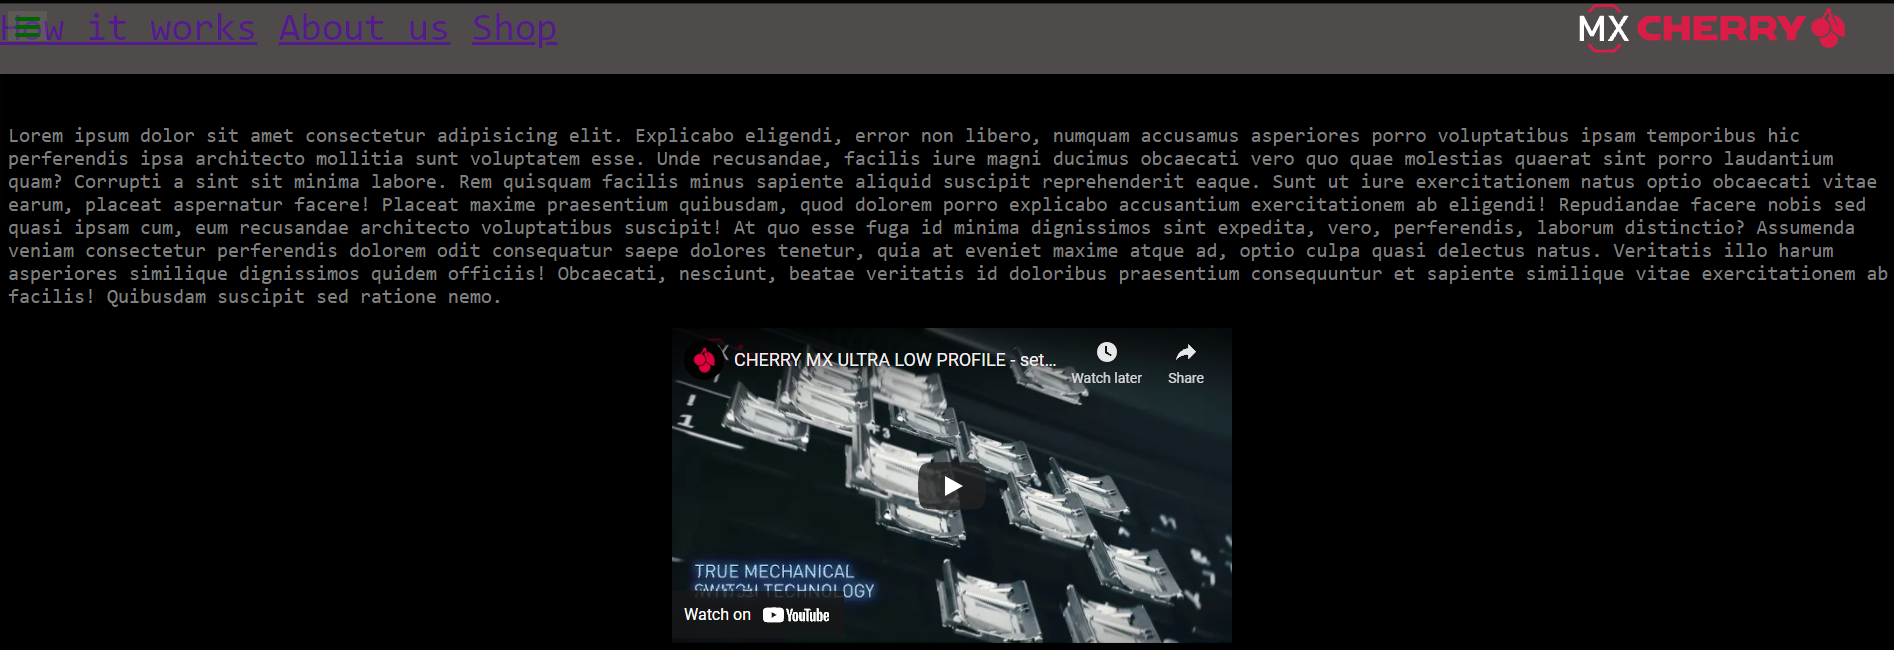 How it works About us Shop
MX CHERRY
Lorem ipsum dolor sit amet consectetur adipisicing elit. Explicabo eligendi, error non libero, numquam accusamus asperiores porro voluptatibus ipsam temporibus hic
perferendis ipsa architecto mollitia sunt voluptatem esse. Unde recusandae, facilis iure magni ducimus obcaecati vero quo quae molestias quaerat sint porro laudantium
quam? Corrupti a sint sit minima labore. Rem quisquam facilis minus sapiente aliquid suscipit reprehenderit eaque. Sunt ut iure exercitationem natus optio obcaecati vitae
earum, placeat aspernatur facere! Placeat maxime praesentium quibusdam, quod dolorem porro explicabo accusantium exercitationem ab eligendi! Repudiandae facere nobis sed
quasi ipsam cum, eum recusandae architecto voluptatibus suscipit! At quo esse fuga id minima dignissimos sint expedita, vero, perferendis, laborum distinctio? Assumenda
veniam consectetur perferendis dolorem odit consequatur saepe dolores tenetur, quia at eveniet maxime atque ad, optio culpa quasi delectus natus. Veritatis illo harum
asperiores similique dignissimos quidem officiis! Obcaecati, nesciunt, beatae veritatis id doloribus praesentium consequuntur et sapiente similique vitae exercitationem ab
facilis! Quibusdam suscipit sed ratione nemo.
CHERRY MX ULTRA LOW PROFILE - set...
Watch later
Share
TRUE MECHANICAL
SWITCH TECHNOLOGY
Watch on YouTube